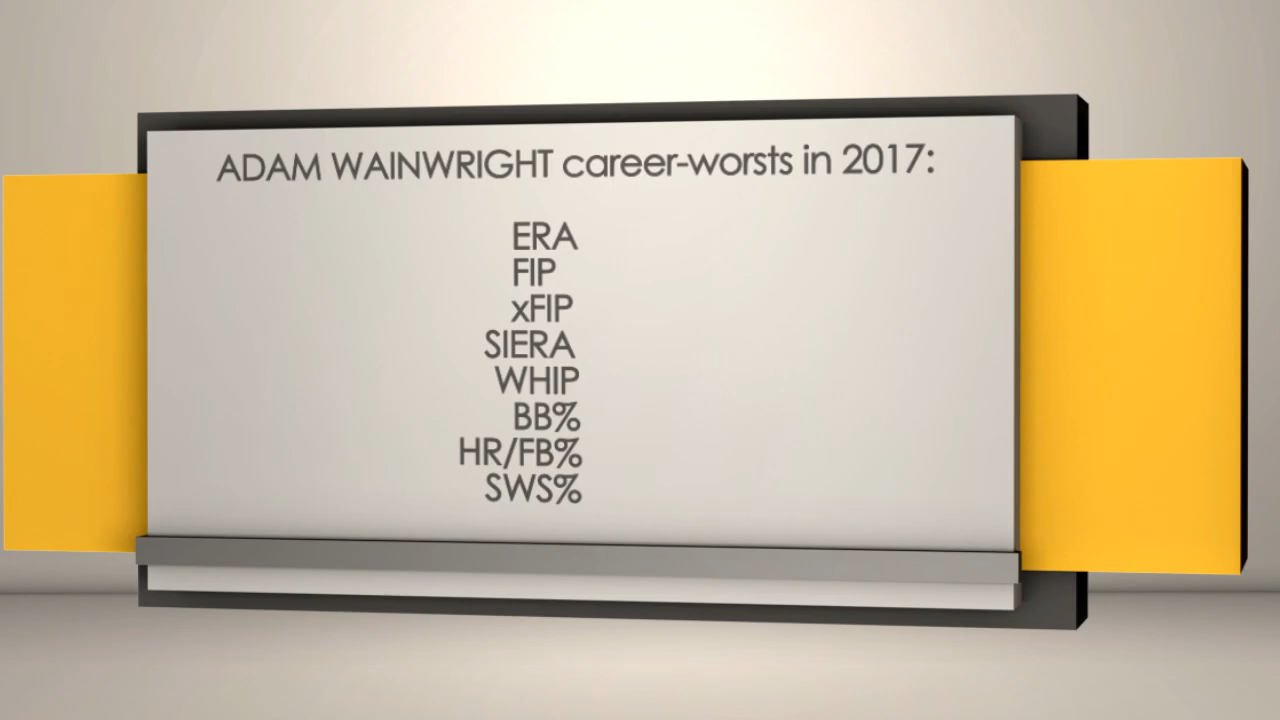 ADAM WAINWRIGHT career-worsts in 2017:
ERA
FIP
xFIP
SIERA
WHIP
BB%
HR/FB%
SWS%